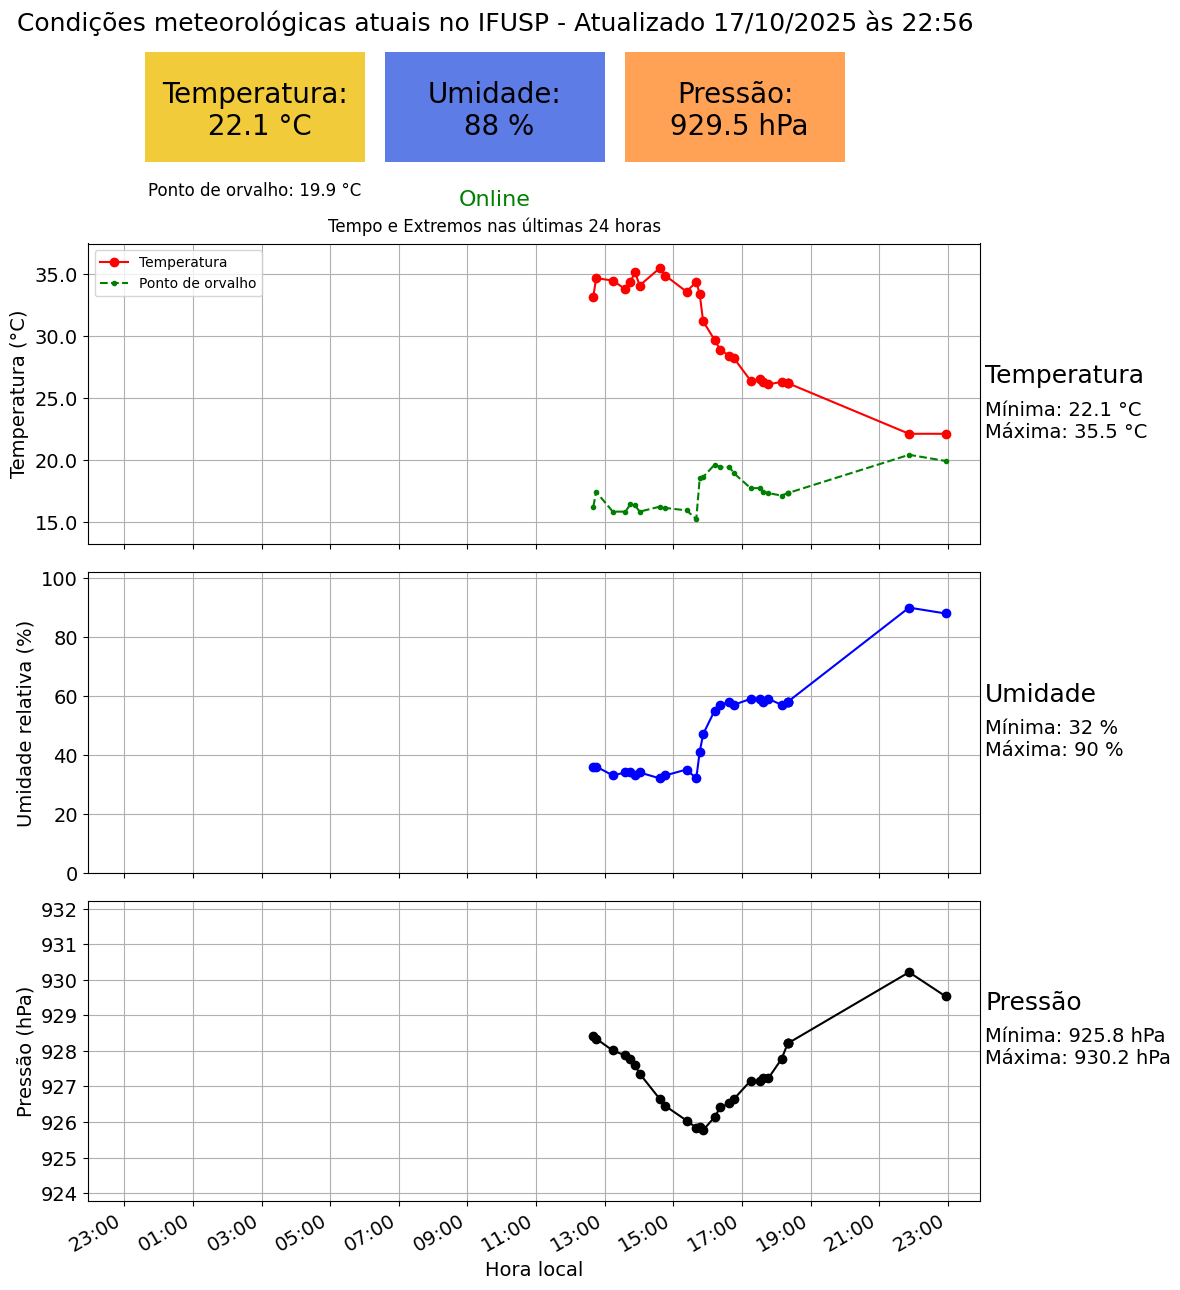 Condições meteorológicas atuais no IFUSP - Atualizado 17/10/2025 às 22:56
Temperatura:
22.1 °C
Umidade:
88 %
Pressão:
929.5 hPa
Ponto de orvalho: 19.9 °C
Online
Tempo e Extremos nas últimas 24 horas
Temperatura
Ponto de orvalho
Temperatura (°C)
35.0
30.0
25.0
20.0
15.0
Temperatura
Mínima: 22.1 °C
Máxima: 35.5 °C
Umidade relativa (%)
100
80
60
40
20
0
Umidade
Mínima: 32 %
Máxima: 90 %
Pressão (hPa)
932
931
930
929
928
927
926
925
924
Pressão
Mínima: 925.8 hPa
Máxima: 930.2 hPa
23:00
01:00
03:00
05:00
07:00
09:00
11:00
13:00
15:00
17:00
19:00
21:00
23:00
Hora local